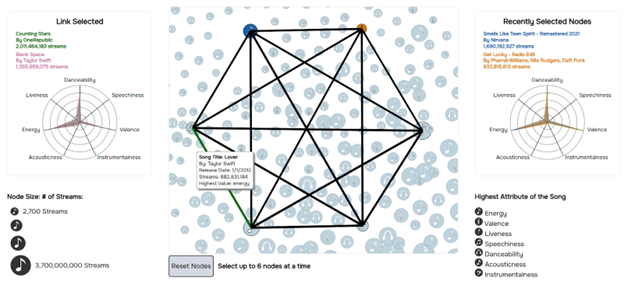 Link Selected
Counting Stars
By OneRepublic
2,011,464,183 streams
Blank Space
By Taylor Swift
1,355,959,075 streams
Danceability
Speechiness
Valence
Instrumentalness
Acousticness
Energy
Liveness
Node Size: # of Streams:
2,700 Streams
3,700,000,000 Streams
Song Title: Lover
By: Taylor Swift
Release Date: 1/1/2012
Streams: 882,831,184
Highest Value: energy
Reset Nodes
Select up to 6 nodes at a time
Recently Selected Nodes
Smells Like Teen Spirit - Remastered 2021
By Nirvana
1,690,192,927 streams
Get Lucky - Radio Edit
By Pharrell Williams, Nile Rodgers, Daft Punk
933,815,613 streams
Danceability
Speechiness
Valence
Instrumentalness
Acousticness
Energy
Liveness
Highest Attribute of the Song
Energy
Valence
Liveness
Speechiness
Danceability
Acousticness
Instrumentalness